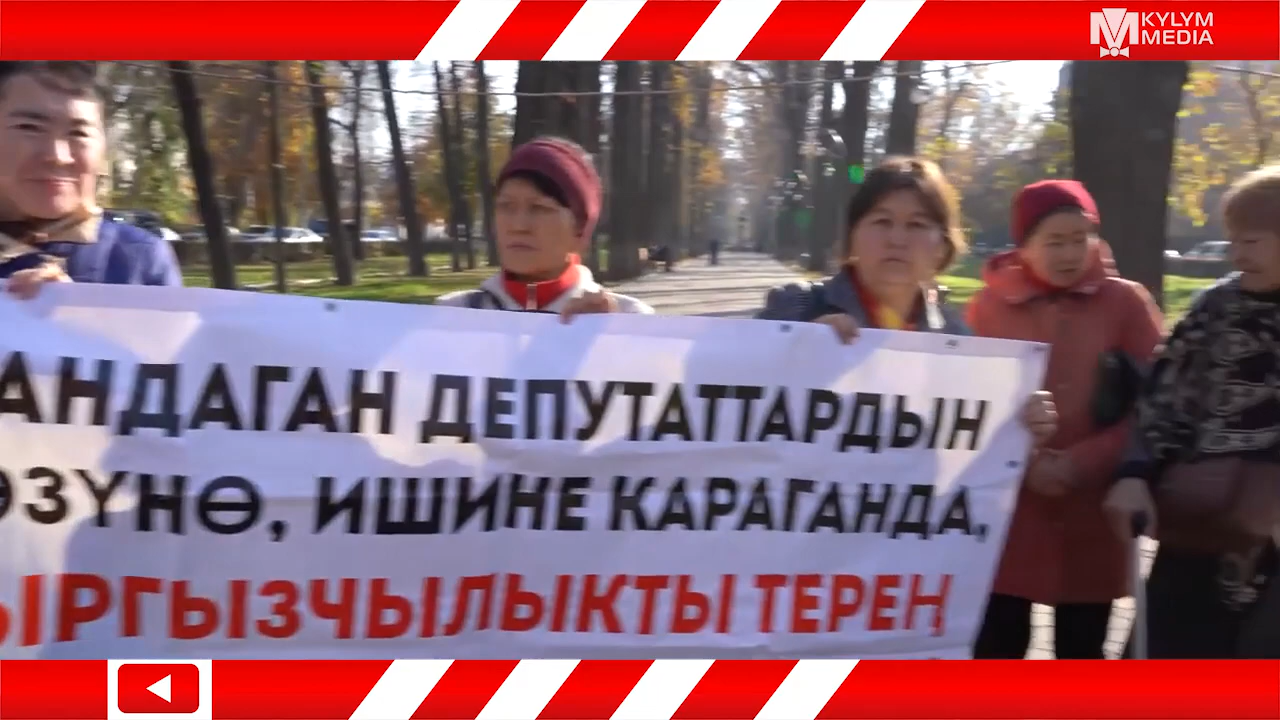 KYLYM
MEDIA
АНДАГАН ДЕПУТАТТАРДЫН
ӨЗҮНӨ, ИШИНЕ КАРАГАНДА,
ЫРГЫЗЧЫЛЫКТЫ ТЕРЕҢ